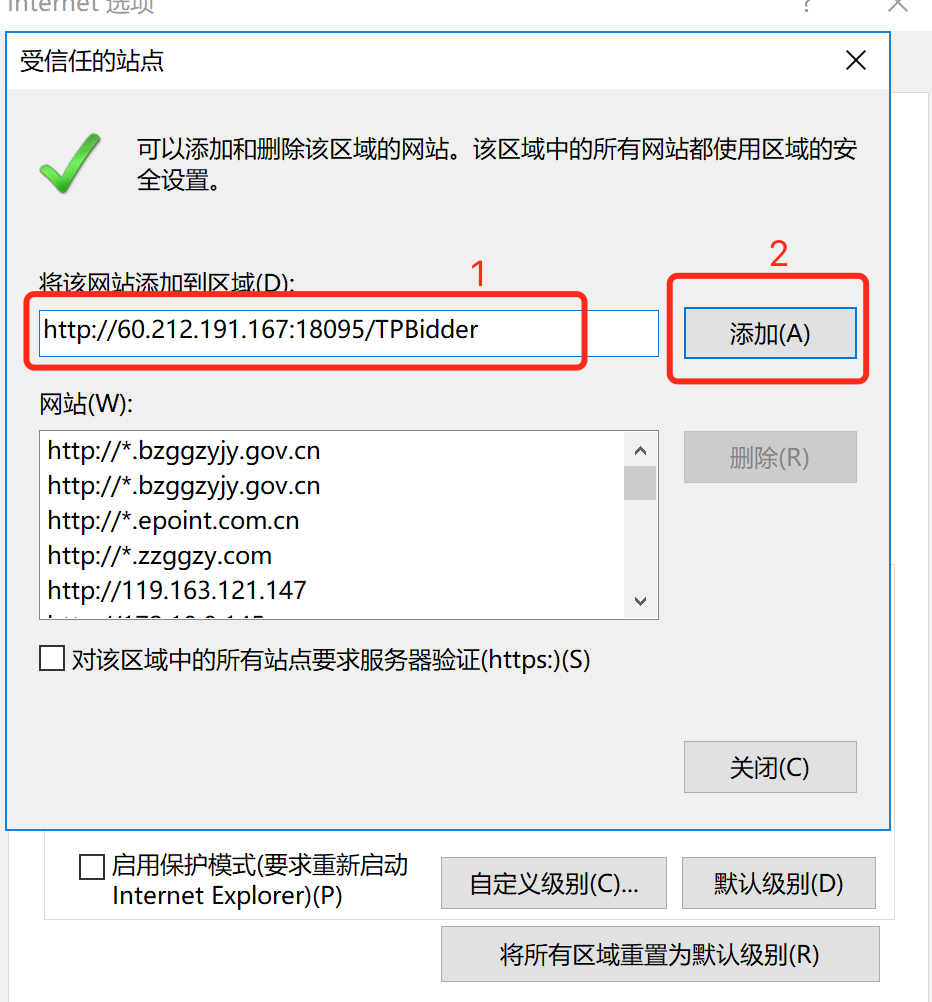 Internet 选项
?
受信任的站点
可以添加和删除该区域的网站。该区域中的所有网站都使用区域的安
全设置。
1
2
将该网站添加到区域(D):
http://60.212.191.167:18095/TPBidder
添加(A)
网站(W):
http://*.bzggzyjy.gov.cn
http://*.bzggzyjy.gov.cn
http://*.epoint.com.cn
http://*.zzggzy.com
http://119.163.121.147
删除(R)
对该区域中的所有站点要求服务器验证(https:)(S)
关闭(C)
启用保护模式(要求重新启动
Internet Explorer)(P)
自定义级别(C)...
默认级别(D)
将所有区域重置为默认级别(R)